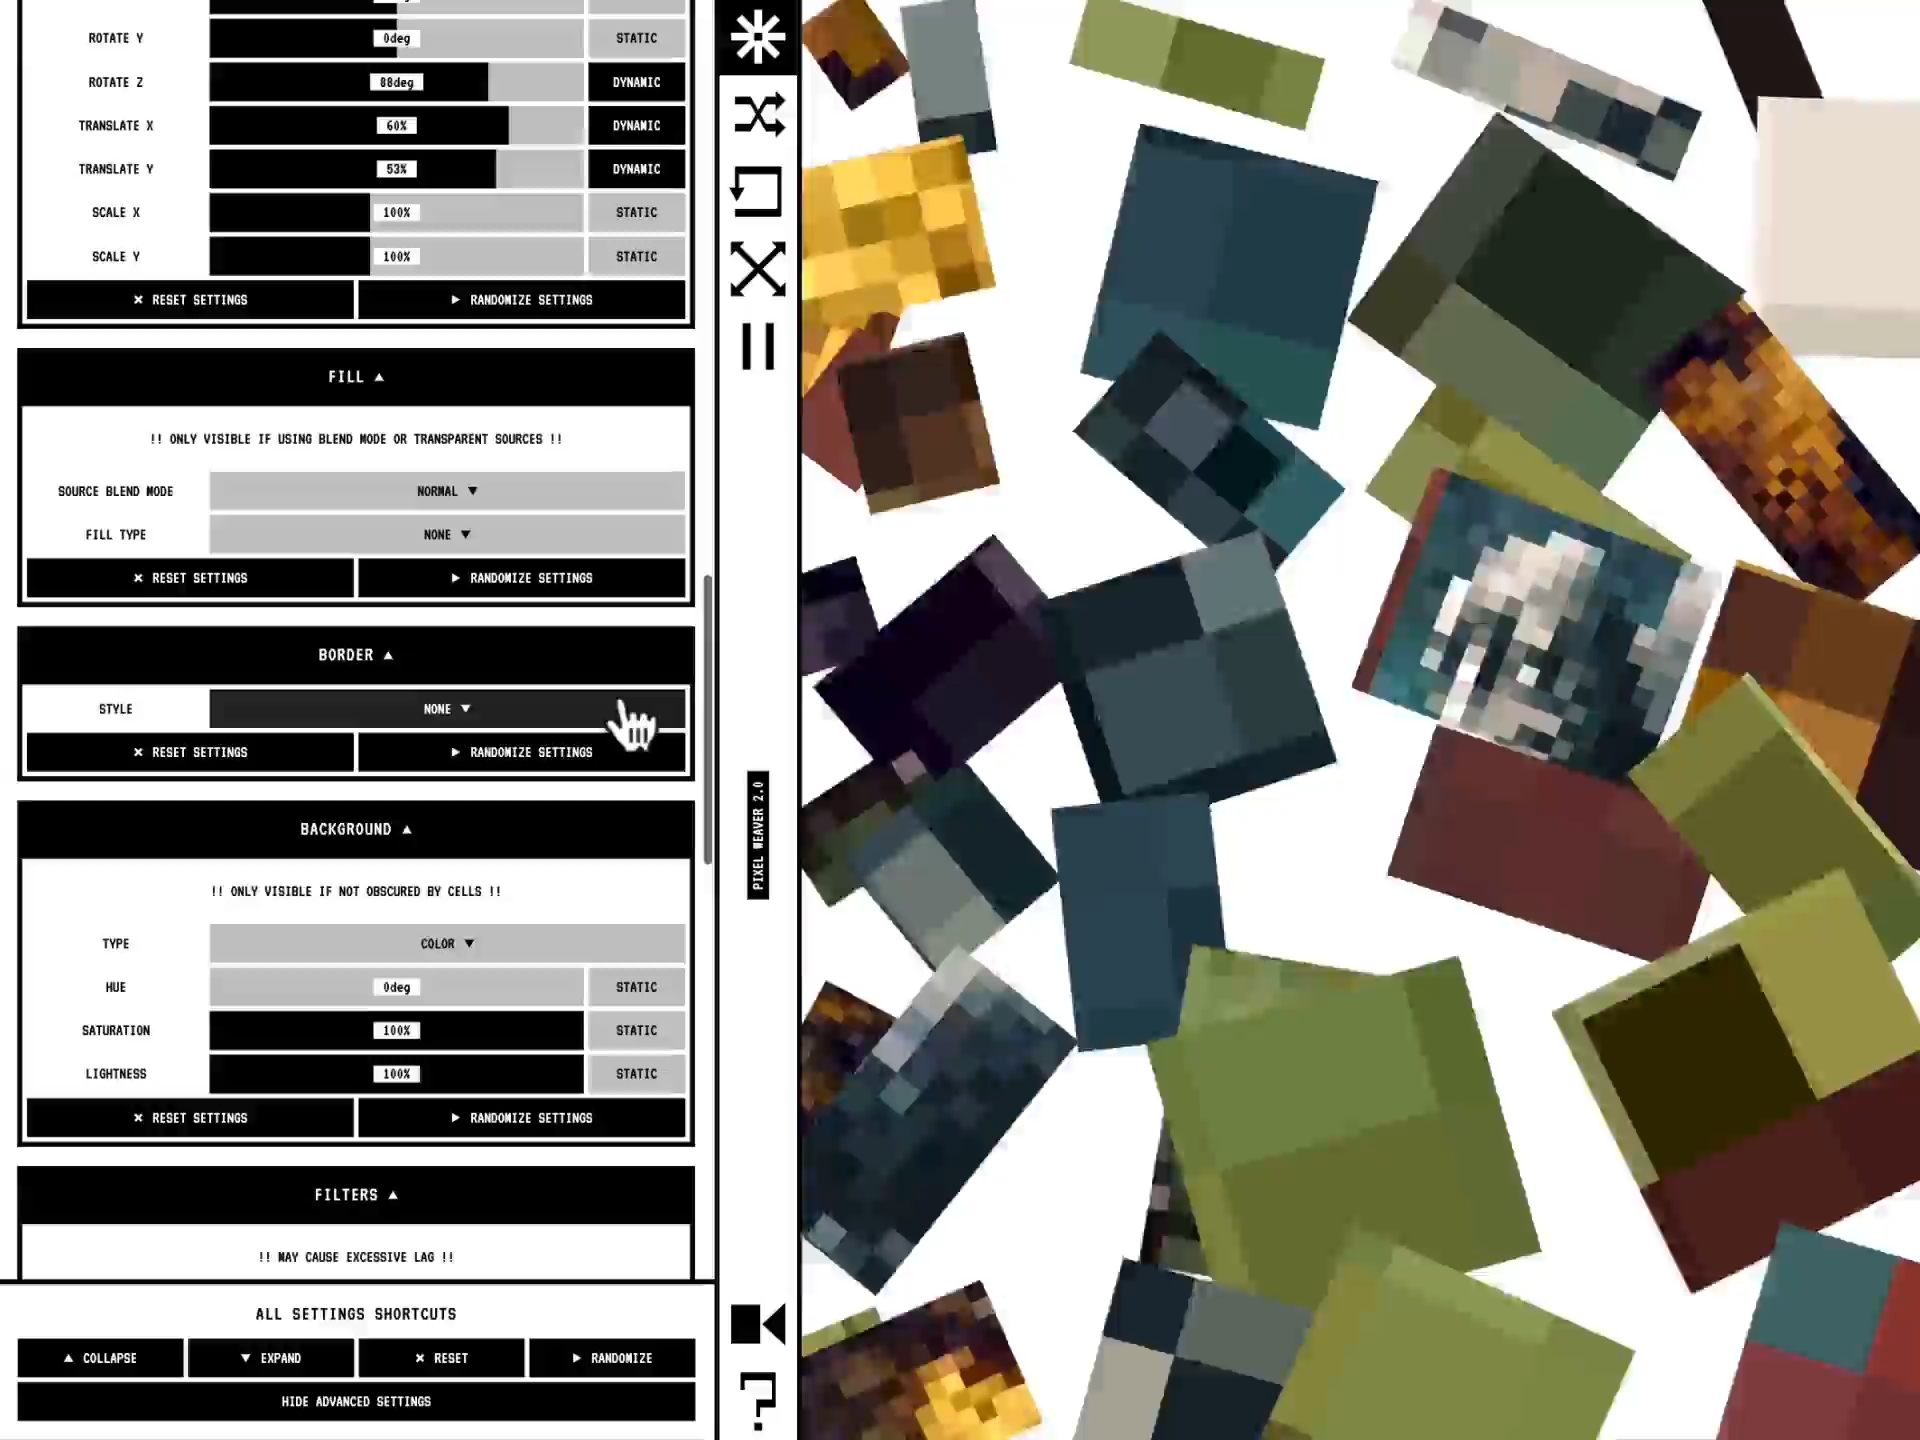 ROTATE Y 0deg STATIC
ROTATE Z 88deg DYNAMIC
TRANSLATE X 60% DYNAMIC
TRANSLATE Y 53% DYNAMIC
SCALE X 100% STATIC
SCALE Y 100% STATIC
× RESET SETTINGS ▶ RANDOMIZE SETTINGS
FILL ▲
!! ONLY VISIBLE IF USING BLEND MODE OR TRANSPARENT SOURCES !!
SOURCE BLEND MODE NORMAL ▼
FILL TYPE NONE ▼
× RESET SETTINGS ▶ RANDOMIZE SETTINGS
BORDER ▲
STYLE NONE ▼
× RESET SETTINGS ▶ RANDOMIZE SETTINGS
BACKGROUND ▲
!! ONLY VISIBLE IF NOT OBSCURED BY CELLS !!
TYPE COLOR ▼
HUE 0deg STATIC
SATURATION 100% STATIC
LIGHTNESS 100% STATIC
× RESET SETTINGS ▶ RANDOMIZE SETTINGS
FILTERS ▲
!! MAY CAUSE EXCESSIVE LAG !!
ALL SETTINGS SHORTCUTS
▲ COLLAPSE ▼ EXPAND × RESET ▶ RANDOMIZE
HIDE ADVANCED SETTINGS
PIXEL WEAVER 2.0
?